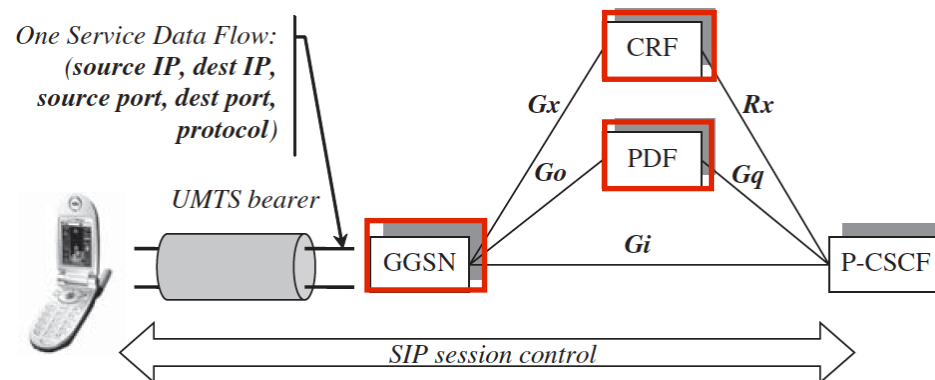 One Service Data Flow:
(source IP, dest IP,
source port, dest port,
protocol)
UMTS bearer
CRF
Gx
Rx
PDF
Go
Gq
GGSN
Gi
P-CSCF
SIP session control